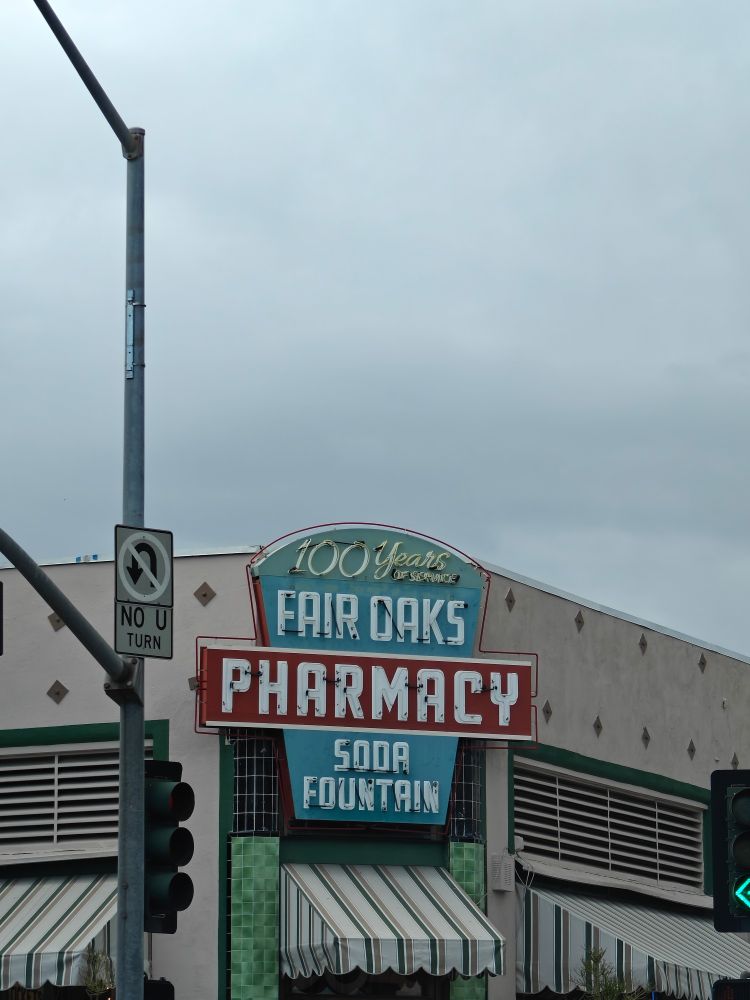 100 Years
OF SERVICE
FAIR OAKS
PHARMACY
SODA
FOUNTAIN
NO U
TURN